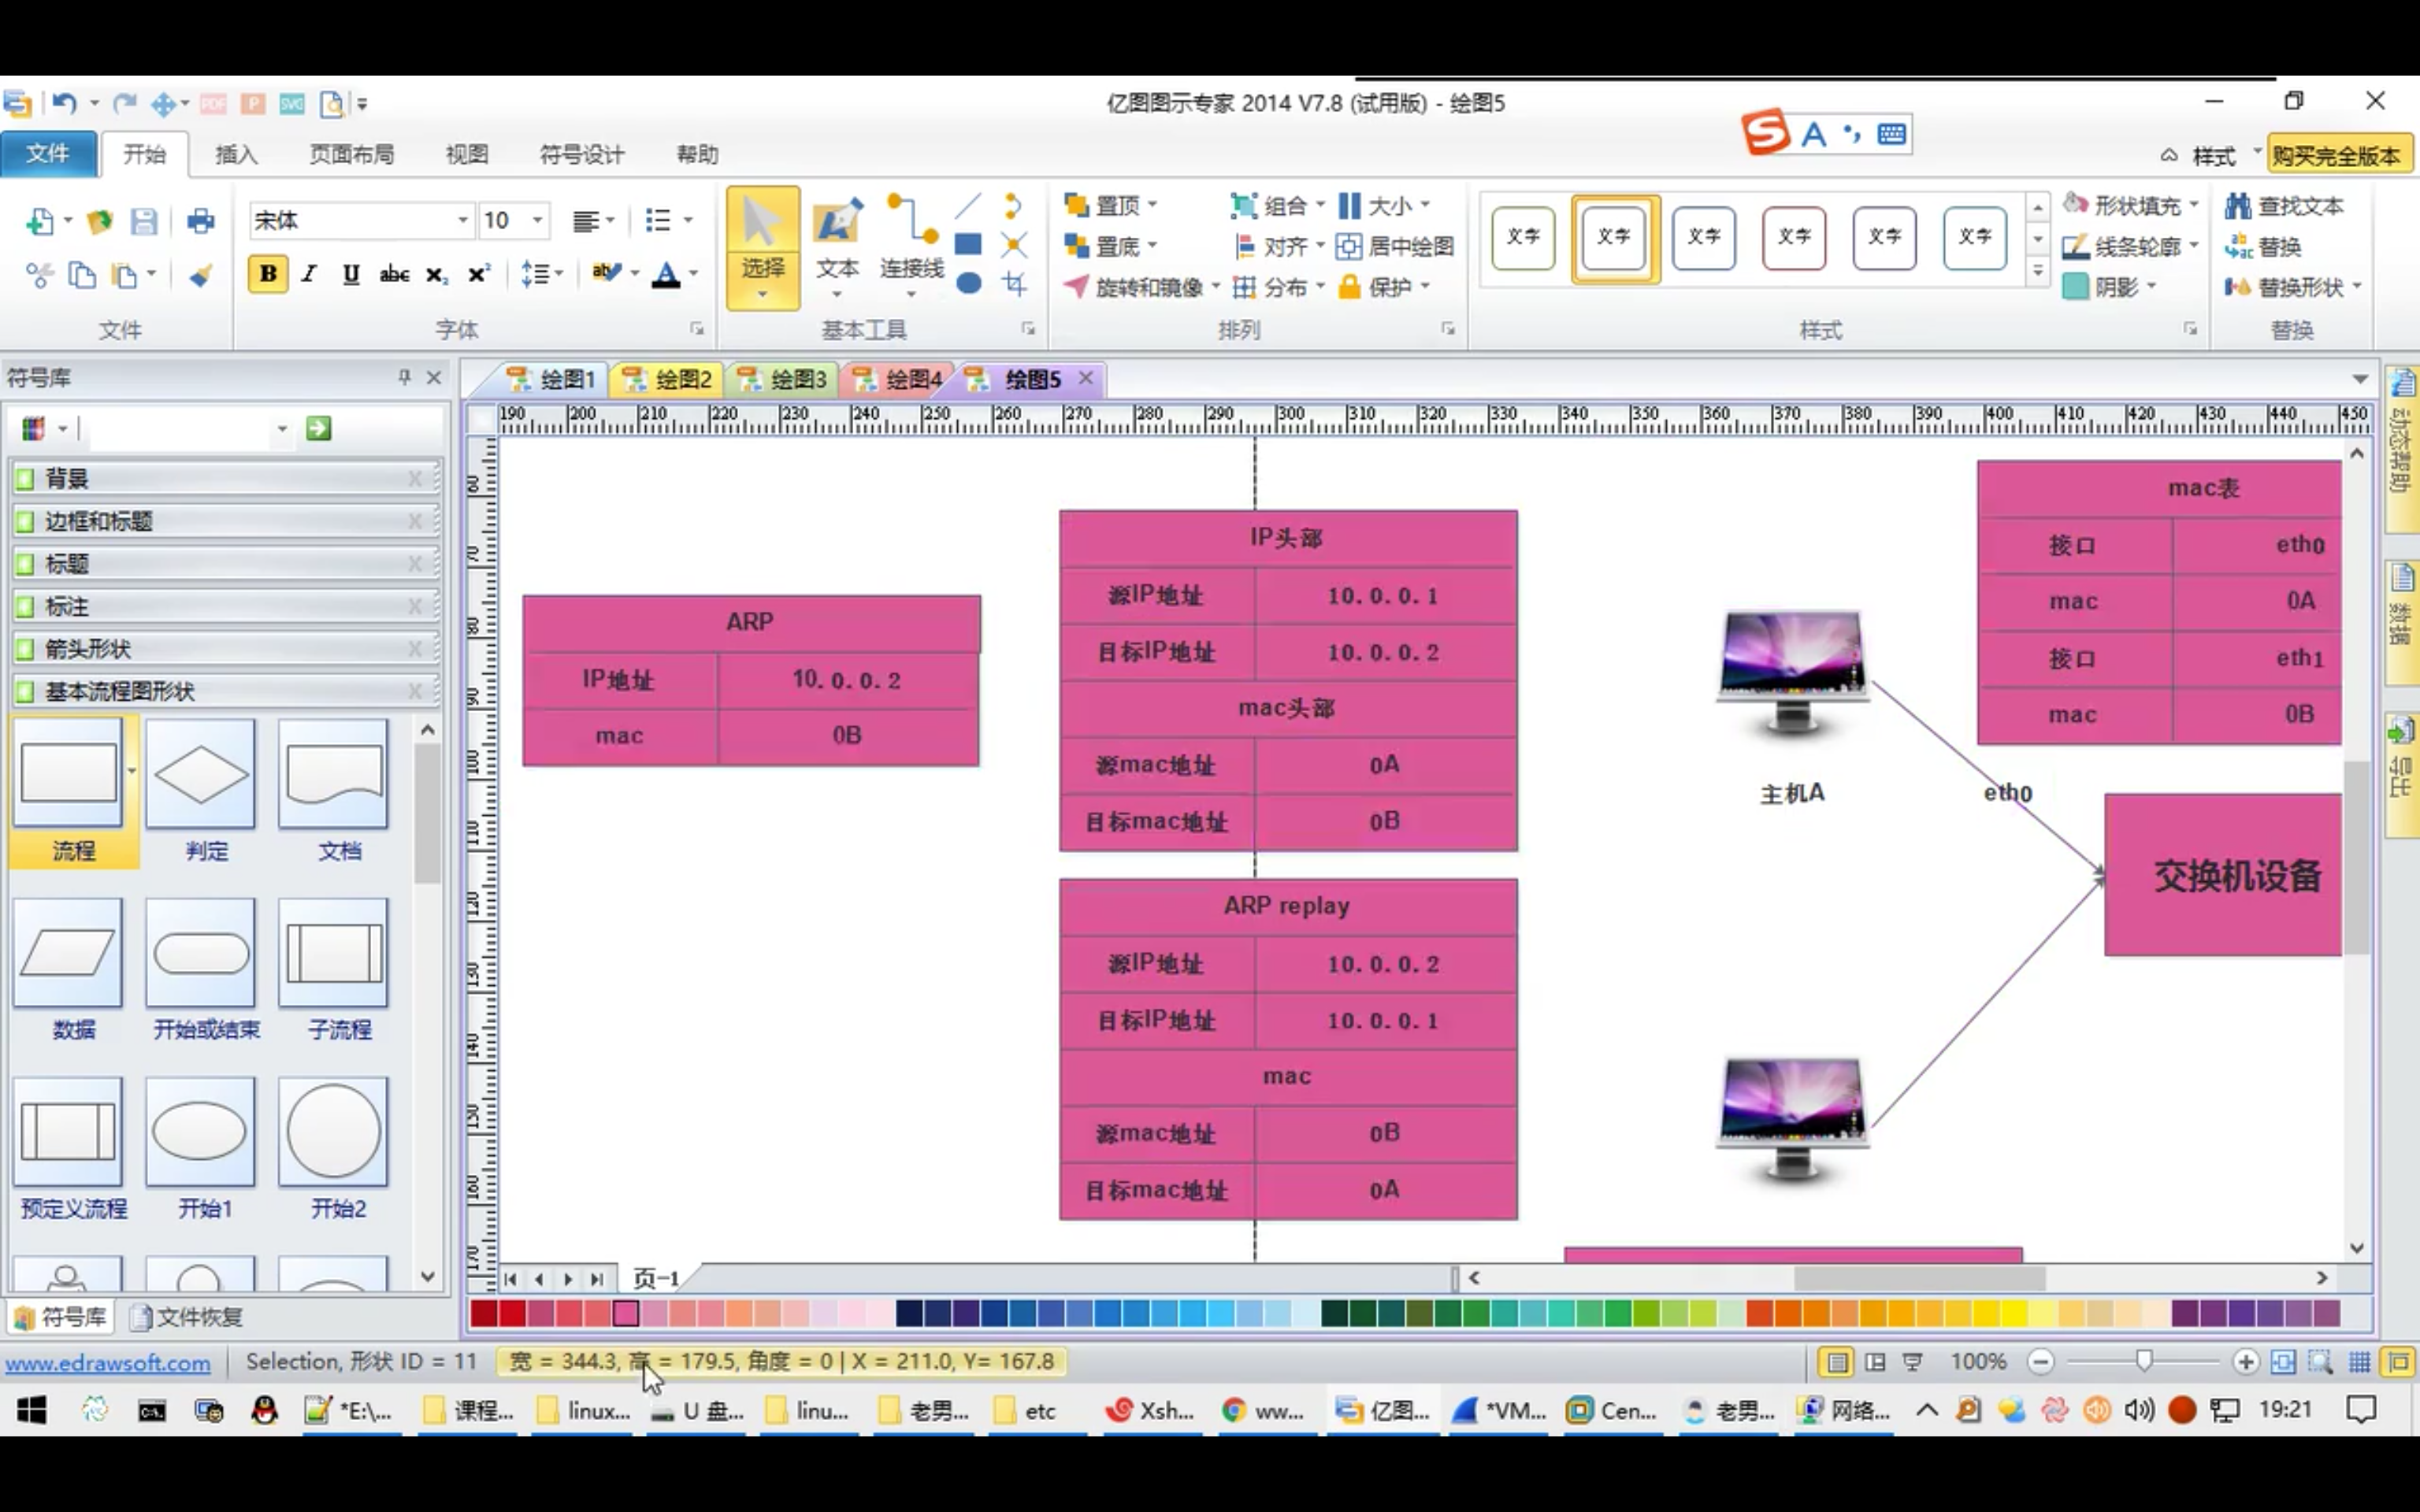 亿图图示专家 2014 V7.8 (试用版) - 绘图5
文件 开始 插入 页面布局 视图 符号设计 帮助
样式 购买完全版本
宋体 10
选择 文本 连接线
置顶 组合 大小
置底 对齐 居中绘图
旋转和镜像 分布 保护
文字 文字 文字 文字 文字 文字
形状填充 查找文本
线条轮廓 替换
阴影 替换形状
文件 字体 基本工具 排列 样式 替换
符号库
绘图1 绘图2 绘图3 绘图4 绘图5
190 200 210 220 230 240 250 260 270 280 290 300 310 320 330 340 350 360 370 380 390 400 410 420 430 440 450
背景
边框和标题
标题
标注
箭头形状
基本流程图形状
流程 判定 文档
数据 开始或结束 子流程
预定义流程 开始1 开始2
符号库 文件恢复
ARP
IP地址 10.0.0.2
mac 0B
IP头部
源IP地址 10.0.0.1
目标IP地址 10.0.0.2
mac头部
源mac地址 0A
目标mac地址 0B
ARP replay
源IP地址 10.0.0.2
目标IP地址 10.0.0.1
mac
源mac地址 0B
目标mac地址 0A
主机A
eth0
mac表
接口 eth0
mac 0A
接口 eth1
mac 0B
交换机设备
动态帮助
数据
导出
页-1
www.edrawsoft.com Selection, 形状 ID = 11 宽 = 344.3, 高 = 179.5, 角度 = 0 | X = 211.0, Y= 167.8 100%
*E:\... 课程... linux... U 盘... linu... 老男... etc Xsh... ww... 亿图... *VM... Cen... 老男... 网络... 19:21